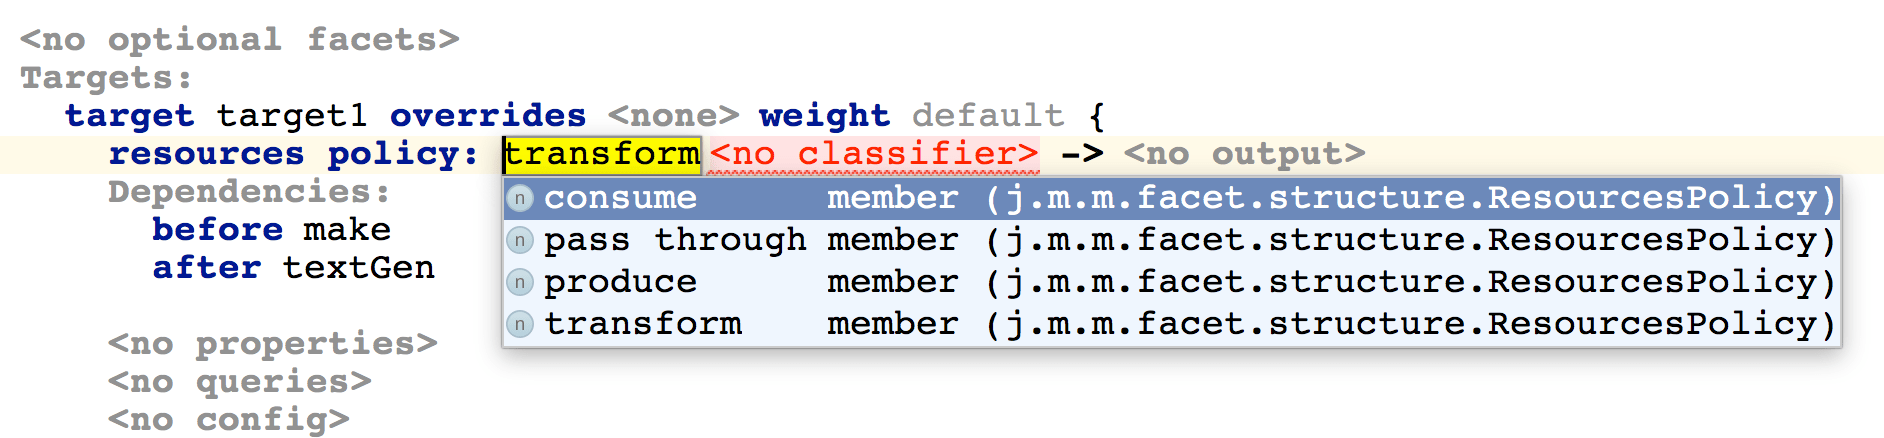 <no optional facets>
Targets:
target target1 overrides <none> weight default {
resources policy: transform <no classifier> -> <no output>
n consume member (j.m.m.facet.structure.ResourcesPolicy)
n pass through member (j.m.m.facet.structure.ResourcesPolicy)
n produce member (j.m.m.facet.structure.ResourcesPolicy)
n transform member (j.m.m.facet.structure.ResourcesPolicy)
Dependencies:
before make
after textGen
<no properties>
<no queries>
<no config>